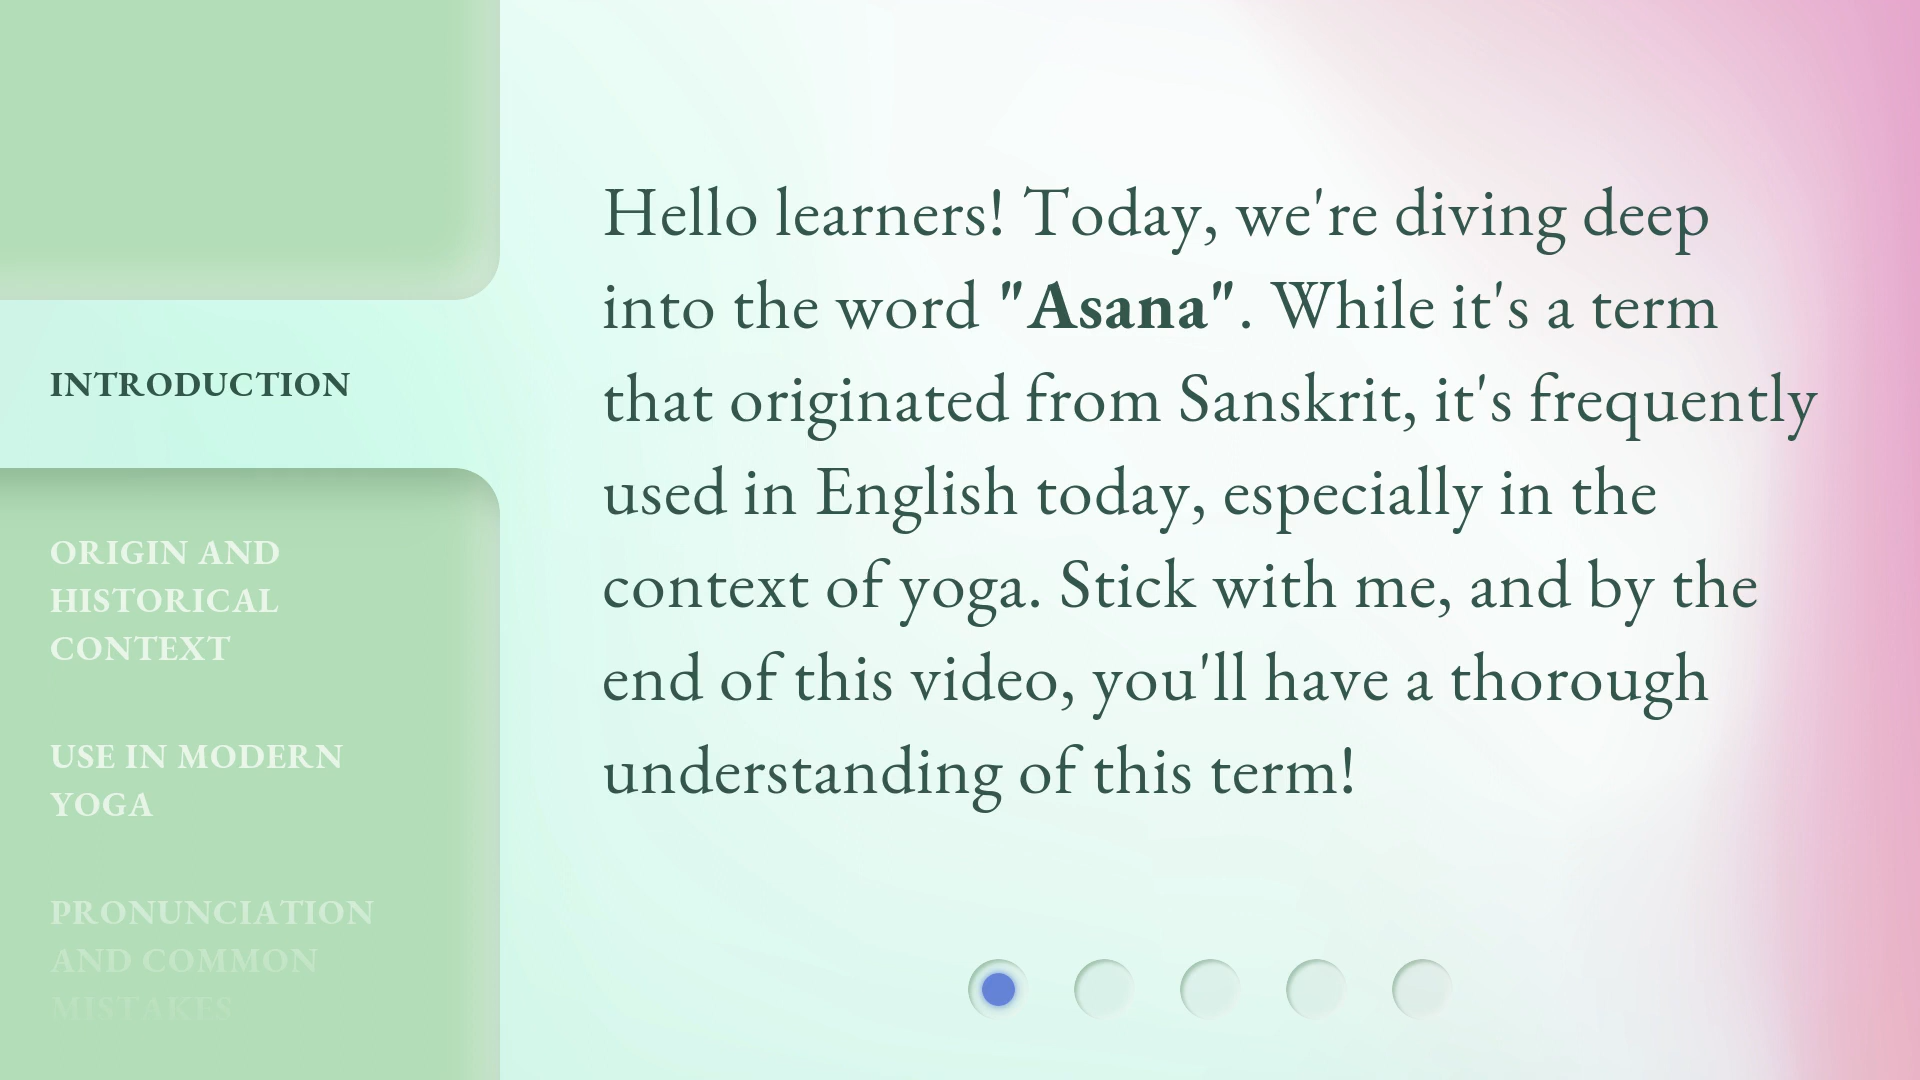 INTRODUCTION
ORIGIN AND
HISTORICAL
CONTEXT
USE IN MODERN
YOGA
PRONUNCIATION
AND COMMON
MISTAKES
Hello learners! Today, we're diving deep
into the word "Asana". While it's a term
that originated from Sanskrit, it's frequently
used in English today, especially in the
context of yoga. Stick with me, and by the
end of this video, you'll have a thorough
understanding of this term!